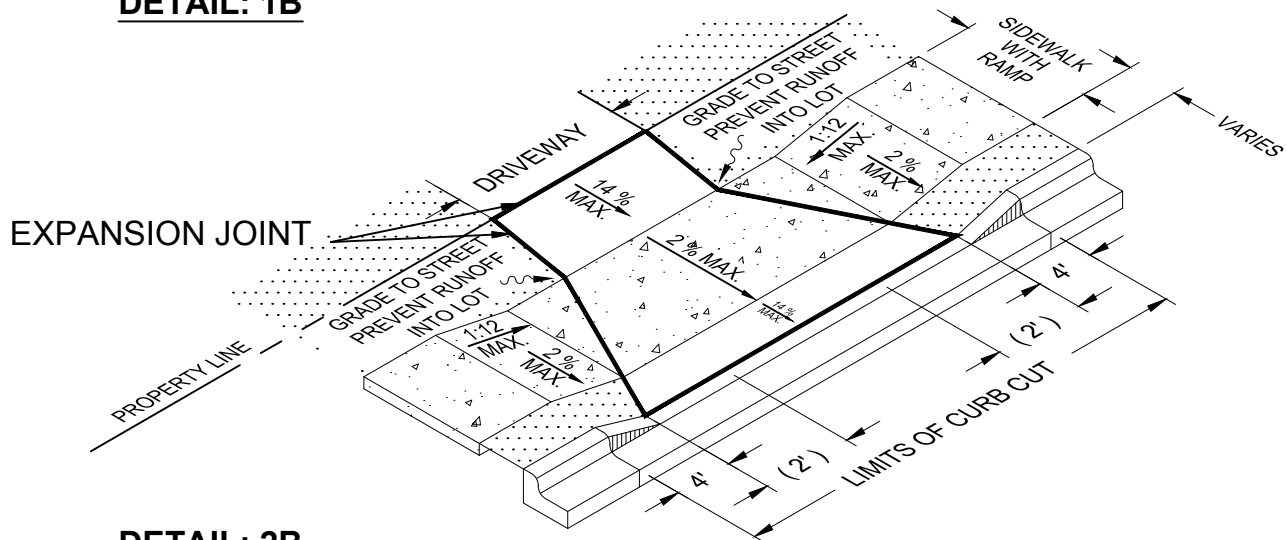 DETAIL: 1B
SIDEWALK
WITH
RAMP
VARIES
GRADE TO STREET
PREVENT RUNOFF
INTO LOT
DRIVEWAY
1:12
MAX.
2 %
MAX.
14 %
MAX.
EXPANSION JOINT
2 % MAX.
GRADE TO STREET
PREVENT RUNOFF
INTO LOT
14 %
MAX.
4'
(2')
1:12
MAX.
2 %
MAX.
PROPERTY LINE
LIMITS OF CURB CUT
(2')
4'
DETAIL: 2B